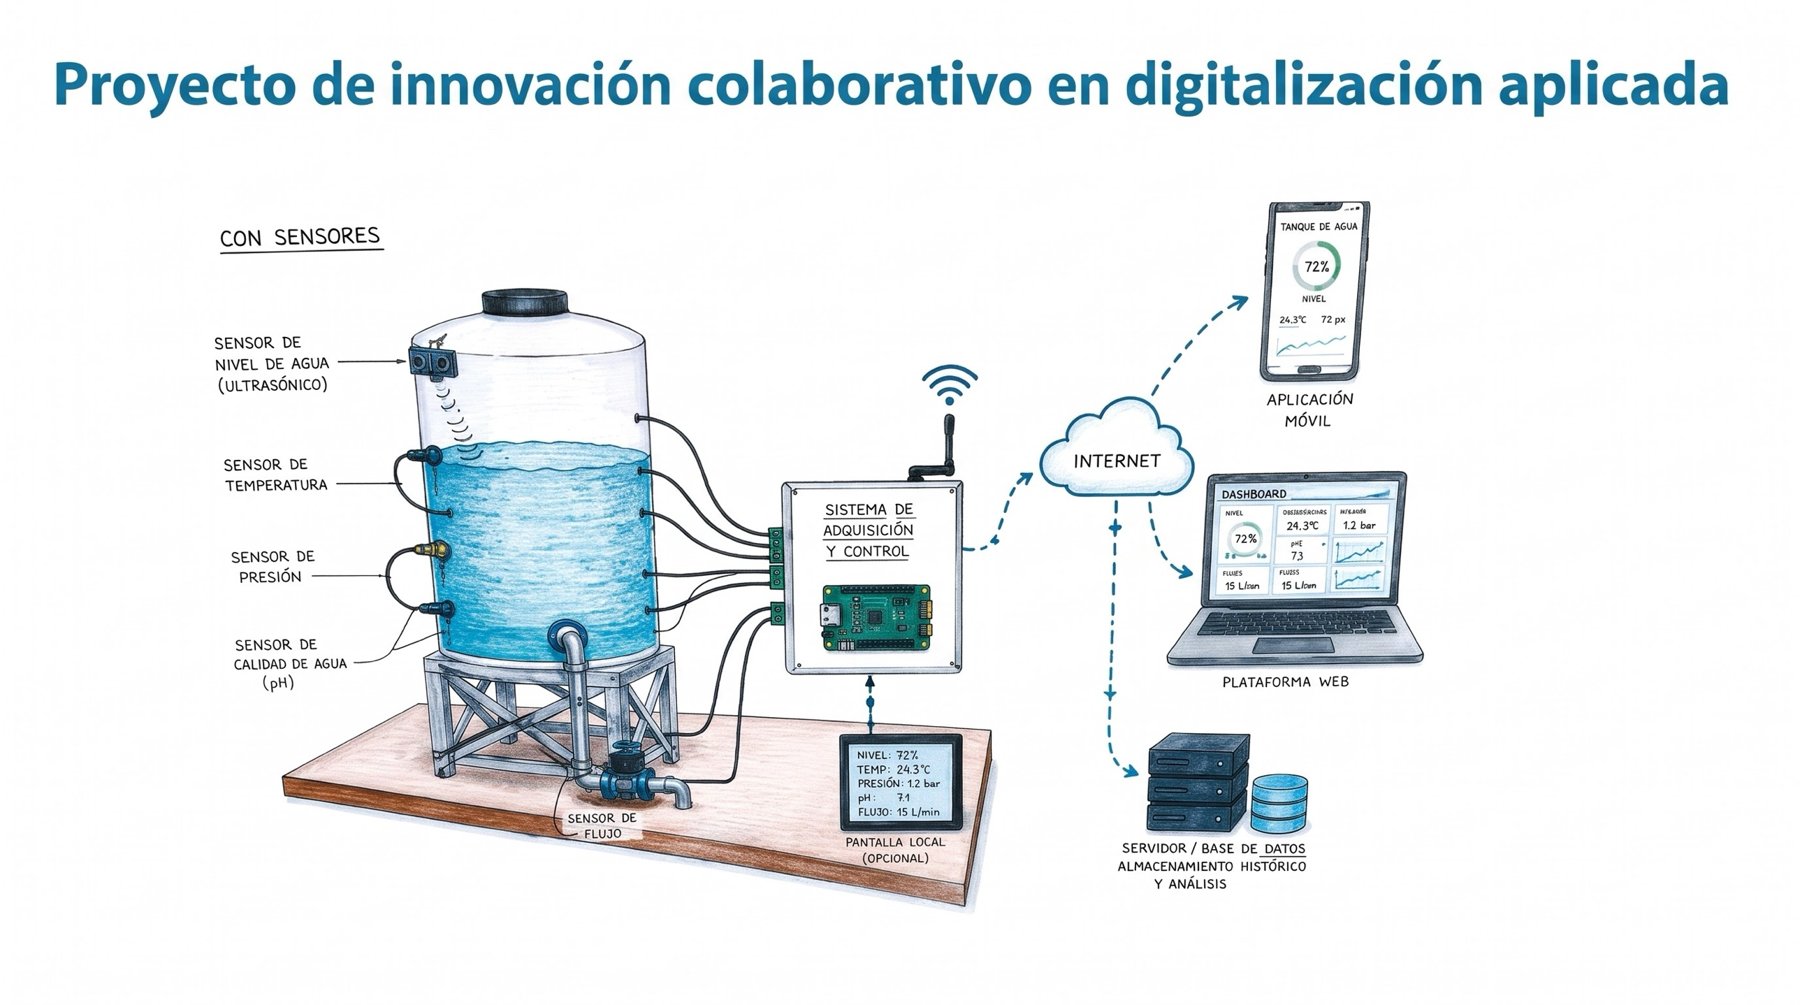 Proyecto de innovación colaborativo en digitalización aplicada
CON SENSORES
SENSOR DE
NIVEL DE AGUA
(ULTRASÓNICO)
SENSOR DE
TEMPERATURA
SENSOR DE
PRESIÓN
SENSOR DE
CALIDAD DE AGUA
(pH)
SENSOR DE
FLUJO
SISTEMA DE
ADQUISICIÓN
Y CONTROL
NIVEL: 72%
TEMP: 24.3°C
PRESIÓN: 1.2 bar
pH: 7.1
FLUJO: 15 L/min
PANTALLA LOCAL
(OPCIONAL)
INTERNET
TANQUE DE AGUA
72%
NIVEL
24.3°C 72 px
APLICACIÓN
MÓVIL
DASHBOARD
NIVEL
72%
24.3°C
1.2 bar
7.3
FLUJES
15 L/
FLUJSS
15 L/
PLATAFORMA WEB
SERVIDOR / BASE DE DATOS
ALMACENAMIENTO HISTÓRICO
Y ANÁLISIS